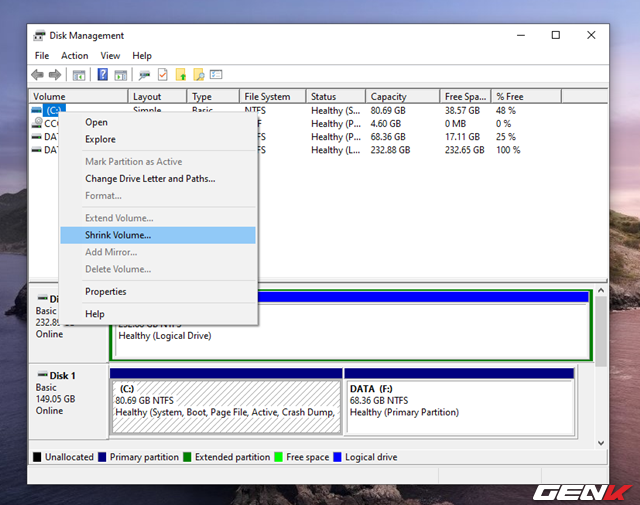 Disk Management
File Action View Help
Volume Layout Type File System Status Capacity Free Spa... % Free
(C:) Simple Basic NTFS Healthy (S... 80.69 GB 38.57 GB 48 %
CC Healthy (P... 4.60 GB 0 MB 0 %
DA Healthy (P... 68.36 GB 17.11 GB 25 %
DA Healthy (L... 232.88 GB 232.65 GB 100 %
Open
Explore
Mark Partition as Active
Change Drive Letter and Paths...
Format...
Extend Volume...
Shrink Volume...
Add Mirror...
Delete Volume...
Properties
Help
Basic
Online
232.88 GB NTFS
Healthy (Logical Drive)
Disk 1
Basic
149.05 GB
Online
(C:)
80.69 GB NTFS
Healthy (System, Boot, Page File, Active, Crash Dump,
DATA (F:)
68.36 GB NTFS
Healthy (Primary Partition)
Unallocated Primary partition Extended partition Free space Logical drive
GENK